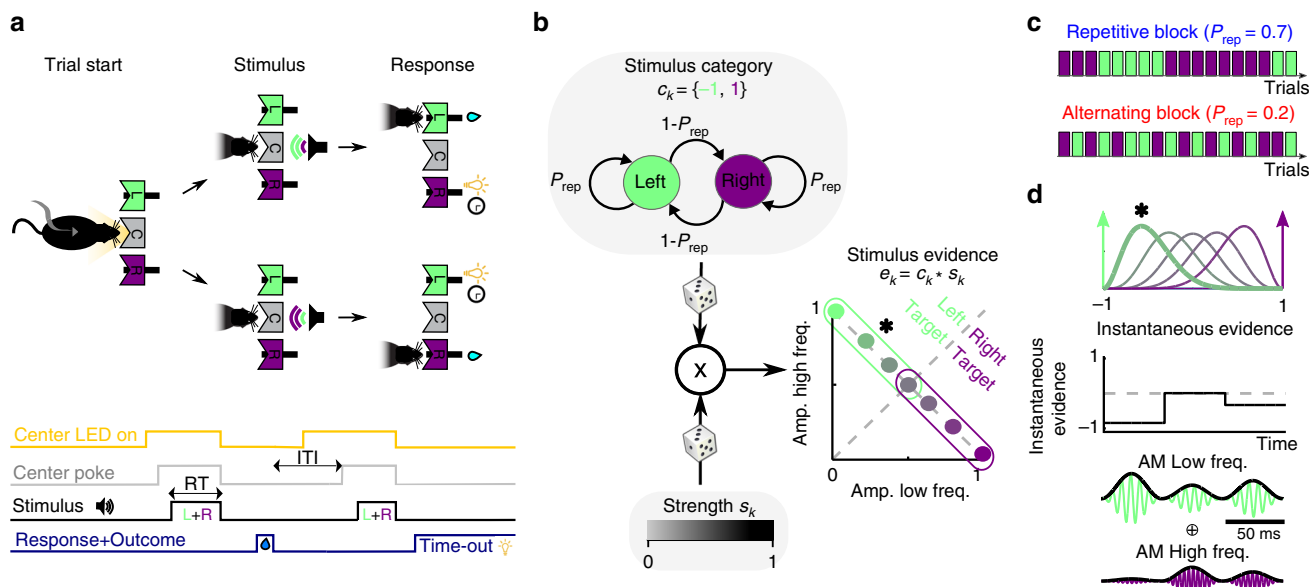 a
Trial start
Stimulus
Response
L
C
R
L
C
R
L
C
R
L
C
R
L
C
R
Center LED on
ITI
Center poke
RT
Stimulus
L+R
L+R
Response+Outcome
Time-out
b
Stimulus category
c_k = {–1, 1}
1-P_rep
P_rep
Left
Right
P_rep
1-P_rep
x
Strength s_k
0
1
Stimulus evidence
e_k = c_k * s_k
1
*
Left
Target
Right
Target
Amp. high freq.
0
1
Amp. low freq.
c
Repetitive block (P_rep = 0.7)
Trials
Alternating block (P_rep = 0.2)
Trials
d
*
−1
1
Instantaneous evidence
Instantaneous
evidence
1
−1
Time
AM Low freq.
⊕
50 ms
AM High freq.